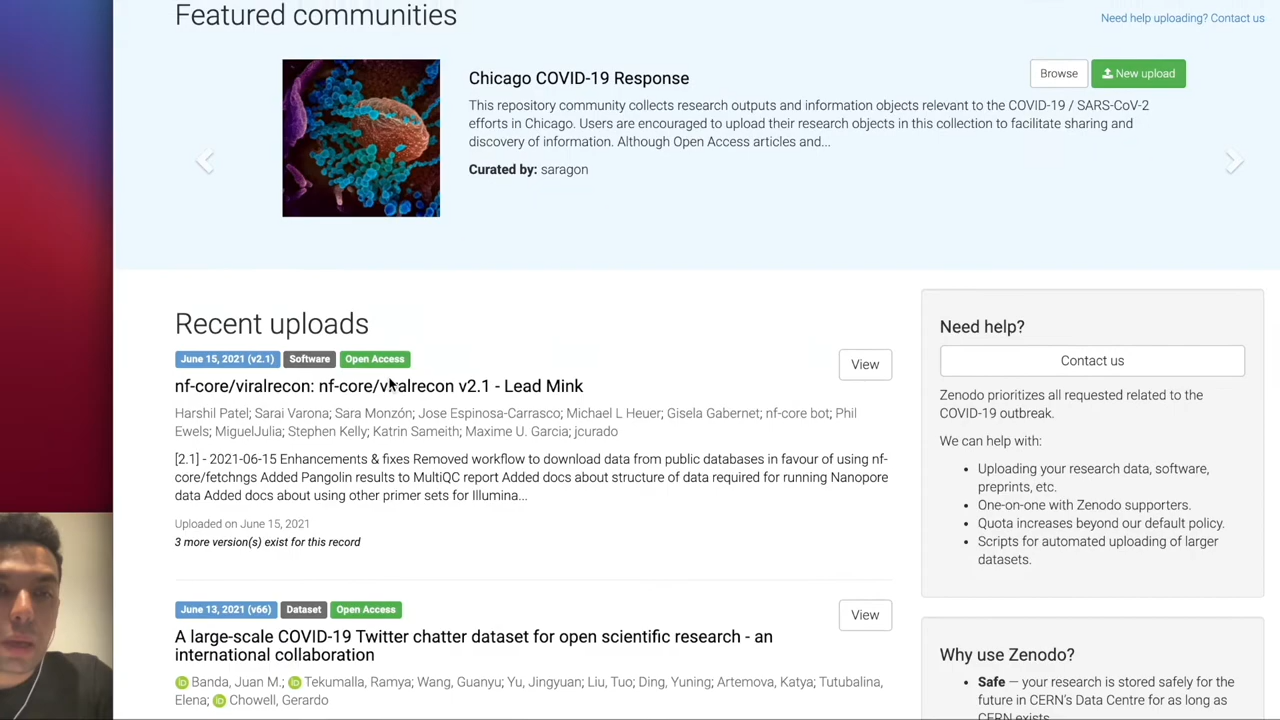 Featured communities
Need help uploading? Contact us
Chicago COVID-19 Response
Browse
New upload
This repository community collects research outputs and information objects relevant to the COVID-19 / SARS-CoV-2
efforts in Chicago. Users are encouraged to upload their research objects in this collection to facilitate sharing and
discovery of information. Although Open Access articles and...
Curated by: saragon
Recent uploads
June 15, 2021 (v2.1) Software Open Access
View
nf-core/viralrecon: nf-core/viralrecon v2.1 - Lead Mink
Harshil Patel; Sarai Varona; Sara Monzón; Jose Espinosa-Carrasco; Michael L Heuer; Gisela Gabernet; nf-core bot; Phil
Ewels; MiguelJulia; Stephen Kelly; Katrin Sameith; Maxime U. Garcia; jcurado
[2.1] - 2021-06-15 Enhancements & fixes Removed workflow to download data from public databases in favour of using nf-
core/fetchngs Added Pangolin results to MultiQC report Added docs about structure of data required for running Nanopore
data Added docs about using other primer sets for Illumina...
Uploaded on June 15, 2021
3 more version(s) exist for this record
June 13, 2021 (v66) Dataset Open Access
View
A large-scale COVID-19 Twitter chatter dataset for open scientific research - an
international collaboration
Banda, Juan M.; Tekumalla, Ramya; Wang, Guanyu; Yu, Jingyuan; Liu, Tuo; Ding, Yuning; Artemova, Katya; Tutubalina,
Elena; Chowell, Gerardo
Need help?
Contact us
Zenodo prioritizes all requested related to the
COVID-19 outbreak.
We can help with:
Uploading your research data, software,
preprints, etc.
One-on-one with Zenodo supporters.
Quota increases beyond our default policy.
Scripts for automated uploading of larger
datasets.
Why use Zenodo?
Safe — your research is stored safely for the
future in CERN's Data Centre for as long as
CERN exists.